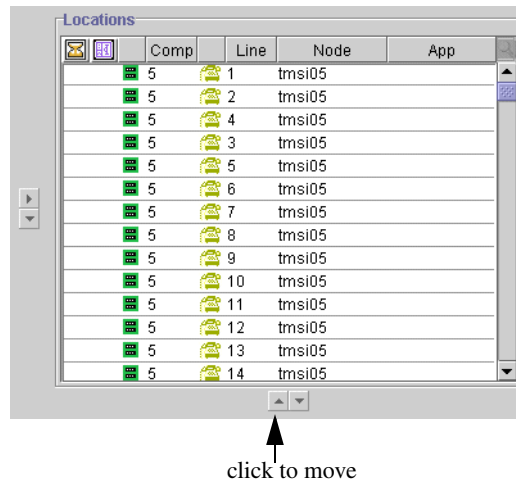 Locations
Comp Line Node App
5 1 tmsi05
5 2 tmsi05
5 4 tmsi05
5 3 tmsi05
5 5 tmsi05
5 6 tmsi05
5 7 tmsi05
5 8 tmsi05
5 9 tmsi05
5 10 tmsi05
5 11 tmsi05
5 12 tmsi05
5 13 tmsi05
5 14 tmsi05
click to move